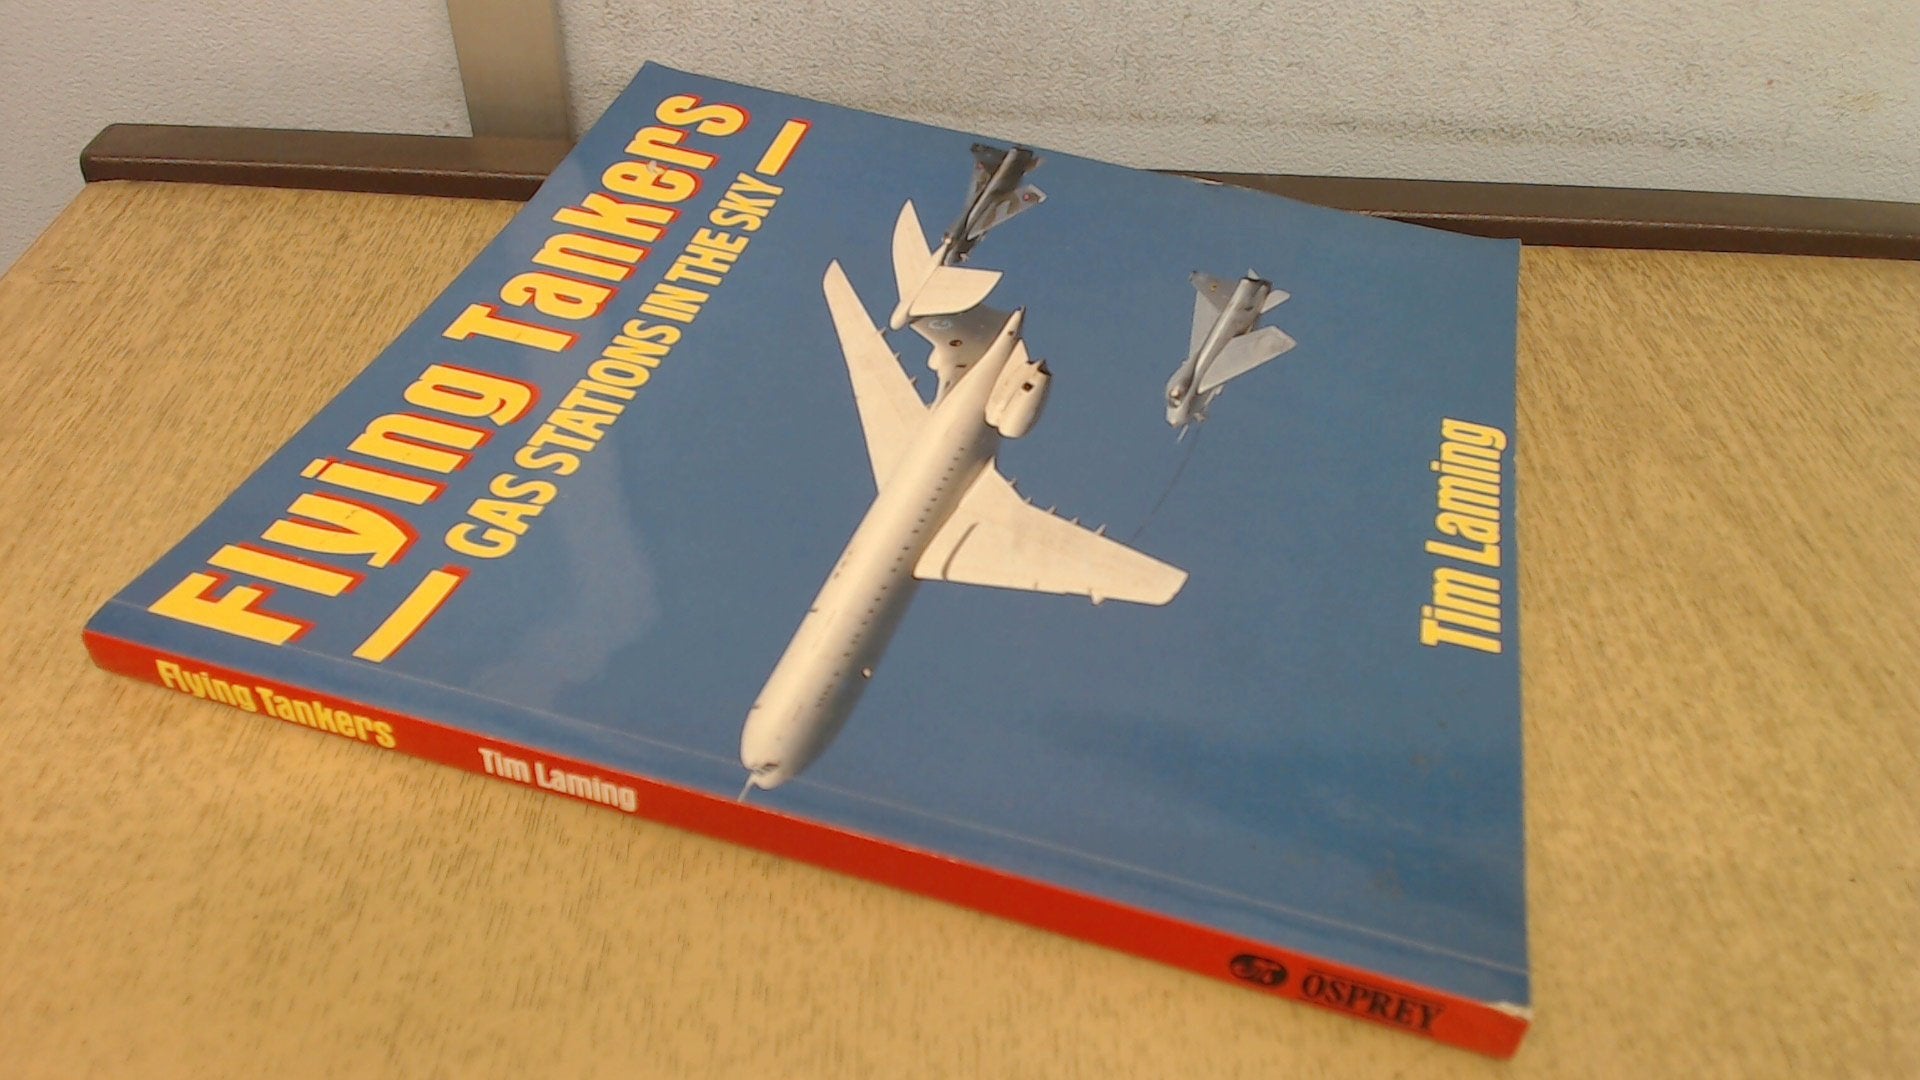 Flying Tankers
GAS STATIONS IN THE SKY
Tim Laming
Flying Tankers
Tim Laming
OSPREY